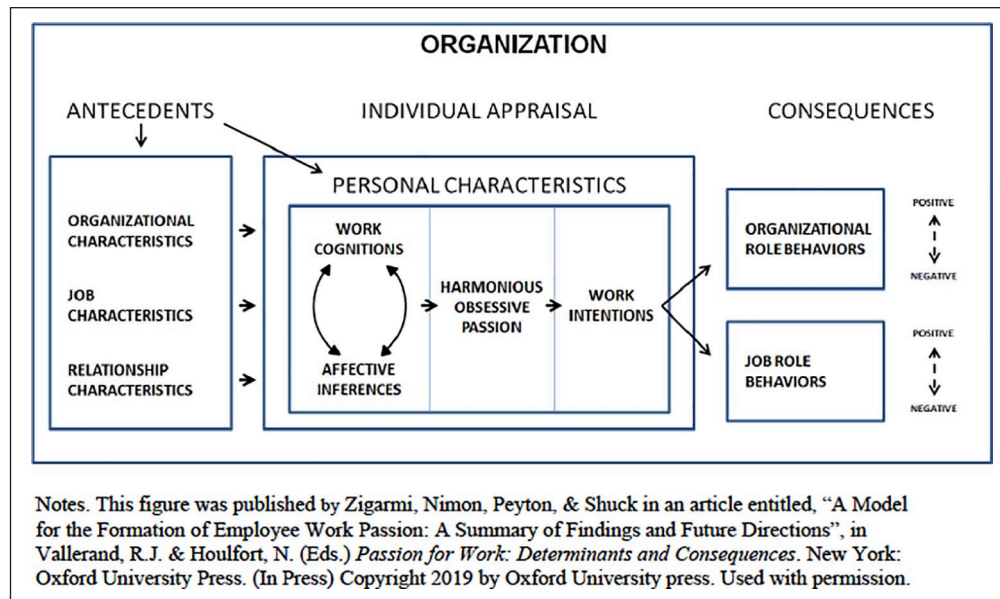 ORGANIZATION
ANTECEDENTS
INDIVIDUAL APPRAISAL
CONSEQUENCES
PERSONAL CHARACTERISTICS
ORGANIZATIONAL
CHARACTERISTICS
JOB
CHARACTERISTICS
RELATIONSHIP
CHARACTERISTICS
WORK
COGNITIONS
AFFECTIVE
INFERENCES
HARMONIOUS
OBSESSIVE
PASSION
WORK
INTENTIONS
ORGANIZATIONAL
ROLE BEHAVIORS
POSITIVE
NEGATIVE
JOB ROLE
BEHAVIORS
POSITIVE
NEGATIVE
Notes. This figure was published by Zigarmi, Nimon, Peyton, & Shuck in an article entitled, “A Model
for the Formation of Employee Work Passion: A Summary of Findings and Future Directions”, in
Vallerand, R.J. & Houlfort, N. (Eds.) Passion for Work: Determinants and Consequences. New York:
Oxford University Press. (In Press) Copyright 2019 by Oxford University press. Used with permission.